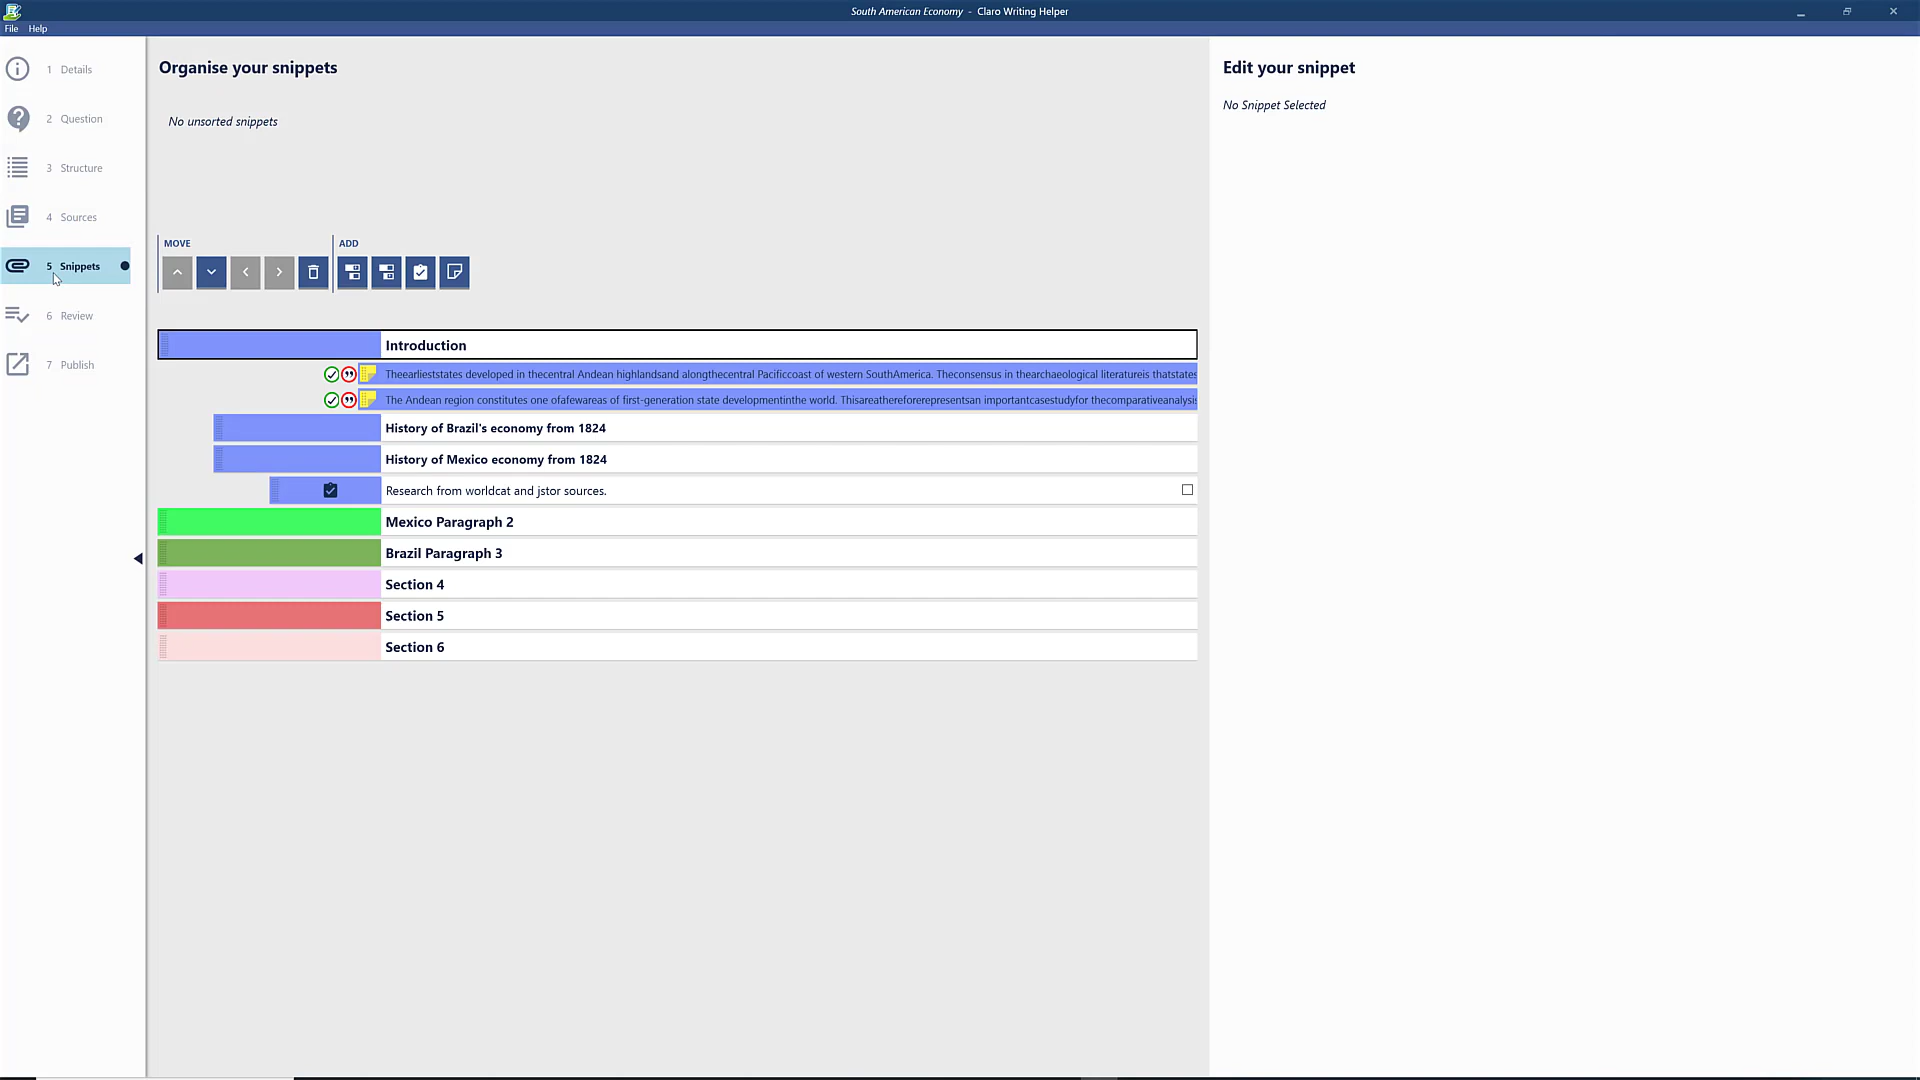 South American Economy - Claro Writing Helper
File Help
1 Details
2 Question
3 Structure
4 Sources
5 Snippets
6 Review
7 Publish
Organise your snippets
No unsorted snippets
MOVE ADD
Introduction
Theearlieststates developed in thecentral Andean highlandsand alongthecentral Pacificcoast of western SouthAmerica. Theconsensus in thearchaeological literatureis thatstates
The Andean region constitutes one ofafewareas of first-generation state developmentinthe world. Thisareathereforerepresentsan importantcasestudyfor thecomparativeanalysis
History of Brazil's economy from 1824
History of Mexico economy from 1824
Research from worldcat and jstor sources.
Mexico Paragraph 2
Brazil Paragraph 3
Section 4
Section 5
Section 6
Edit your snippet
No Snippet Selected